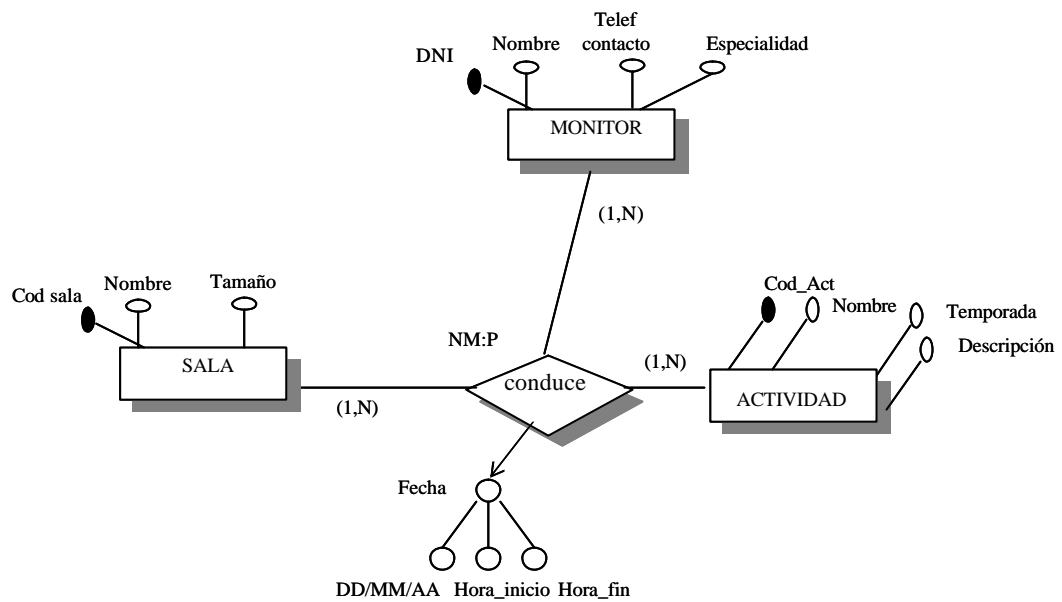 Telef
contacto
Nombre
Especialidad
DNI
MONITOR
(1,N)
Cod_Act
Nombre
Temporada
Descripción
Nombre
Tamaño
Cod sala
NM:P
SALA
(1,N)
conduce
(1,N)
ACTIVIDAD
Fecha
DD/MM/AA
Hora_inicio
Hora_fin